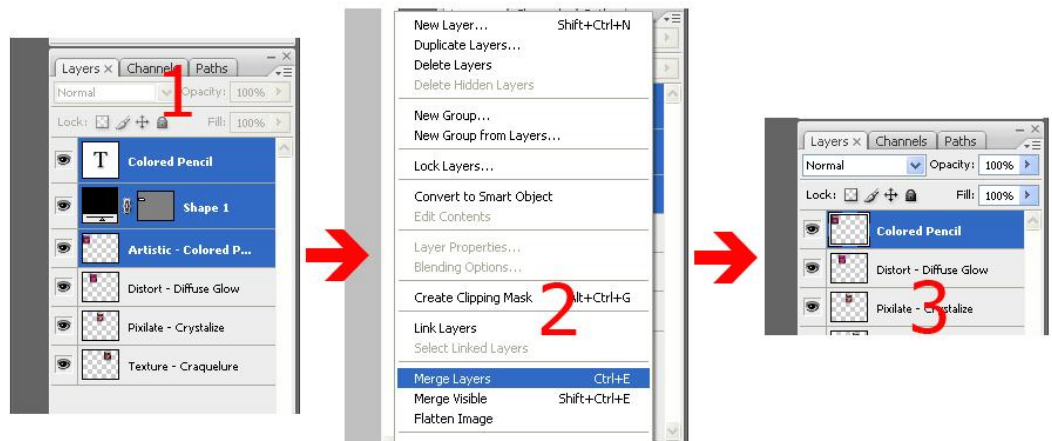 Layers × Channels Paths
1
Normal Opacity: 100%
Lock: Fill: 100%
T Colored Pencil
Shape 1
Artistic - Colored P...
Distort - Diffuse Glow
Pixilate - Crystalize
Texture - Craquelure
New Layer... Shift+Ctrl+N
Duplicate Layers...
Delete Layers
Delete Hidden Layers
New Group...
New Group from Layers...
Lock Layers...
Convert to Smart Object
Edit Contents
Layer Properties...
Blending Options...
Create Clipping Mask Alt+Ctrl+G
2
Link Layers
Select Linked Layers
Merge Layers Ctrl+E
Merge Visible Shift+Ctrl+E
Flatten Image
Layers × Channels Paths
Normal Opacity: 100%
Lock: Fill: 100%
Colored Pencil
Distort - Diffuse Glow
Pixilate - Crystalize
3